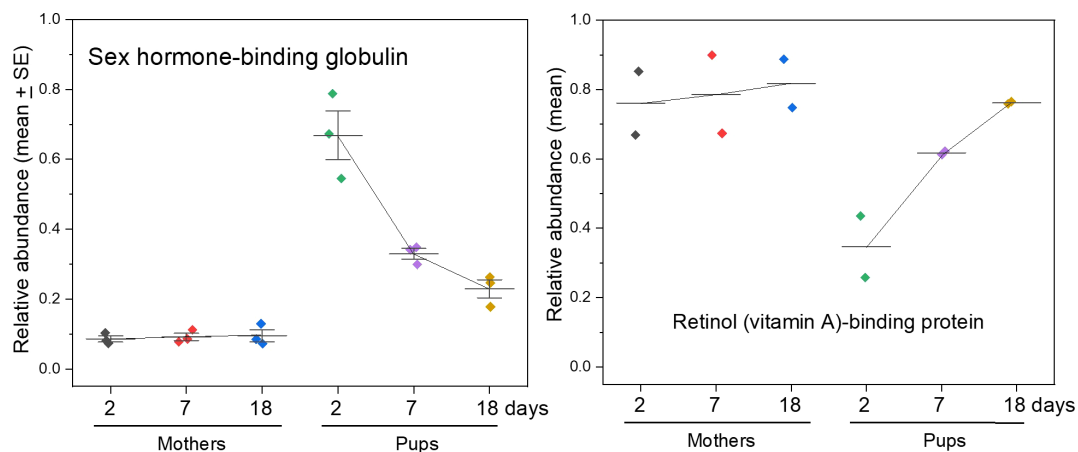 Relative abundance (mean ± SE)
1.0
0.8
0.6
0.4
0.2
0.0
Sex hormone-binding globulin
2 7 18 2 7 18 days
Mothers Pups
Relative abundance (mean)
1.0
0.8
0.6
0.4
0.2
0.0
Retinol (vitamin A)-binding protein
2 7 18 2 7 18 days
Mothers Pups